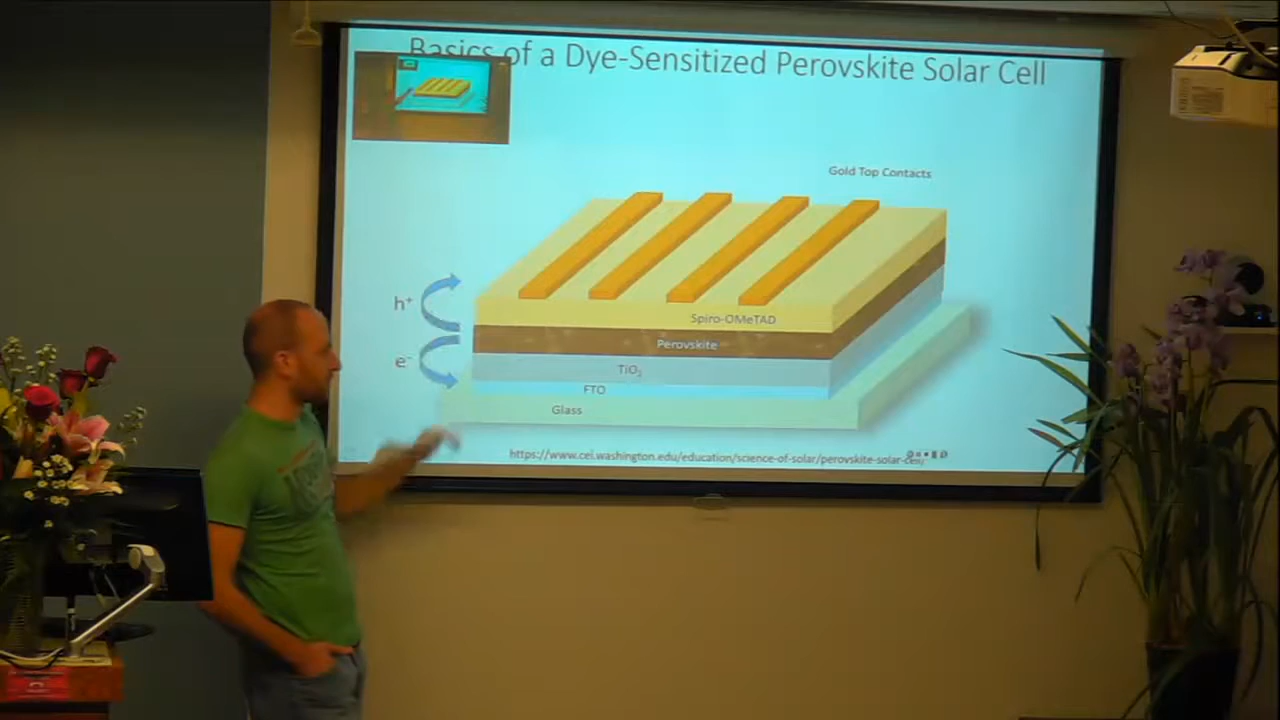 Basics of a Dye-Sensitized Perovskite Solar Cell
Gold Top Contacts
h⁺
Spiro-OMeTAD
Perovskite
e⁻
TiO₂
FTO
Glass
https://www.cei.washington.edu/education/science-of-solar/perovskite-solar-cell/